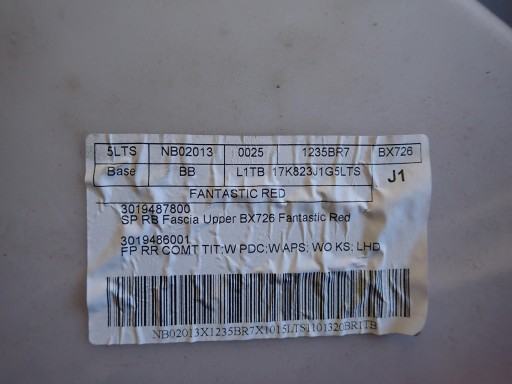 5LTS NB02013 0025 1235BR7 BX726
Base BB L1TB 17K823J1G5LTS J1
FANTASTIC RED
3019487800
SP RB Fascia Upper BX726 Fantastic Red
3019486001
FP RR COMT TIT:W PDC:W APS: WO KS: LHD
NB02013X1235BR7X1015LTS1101320BR1TB